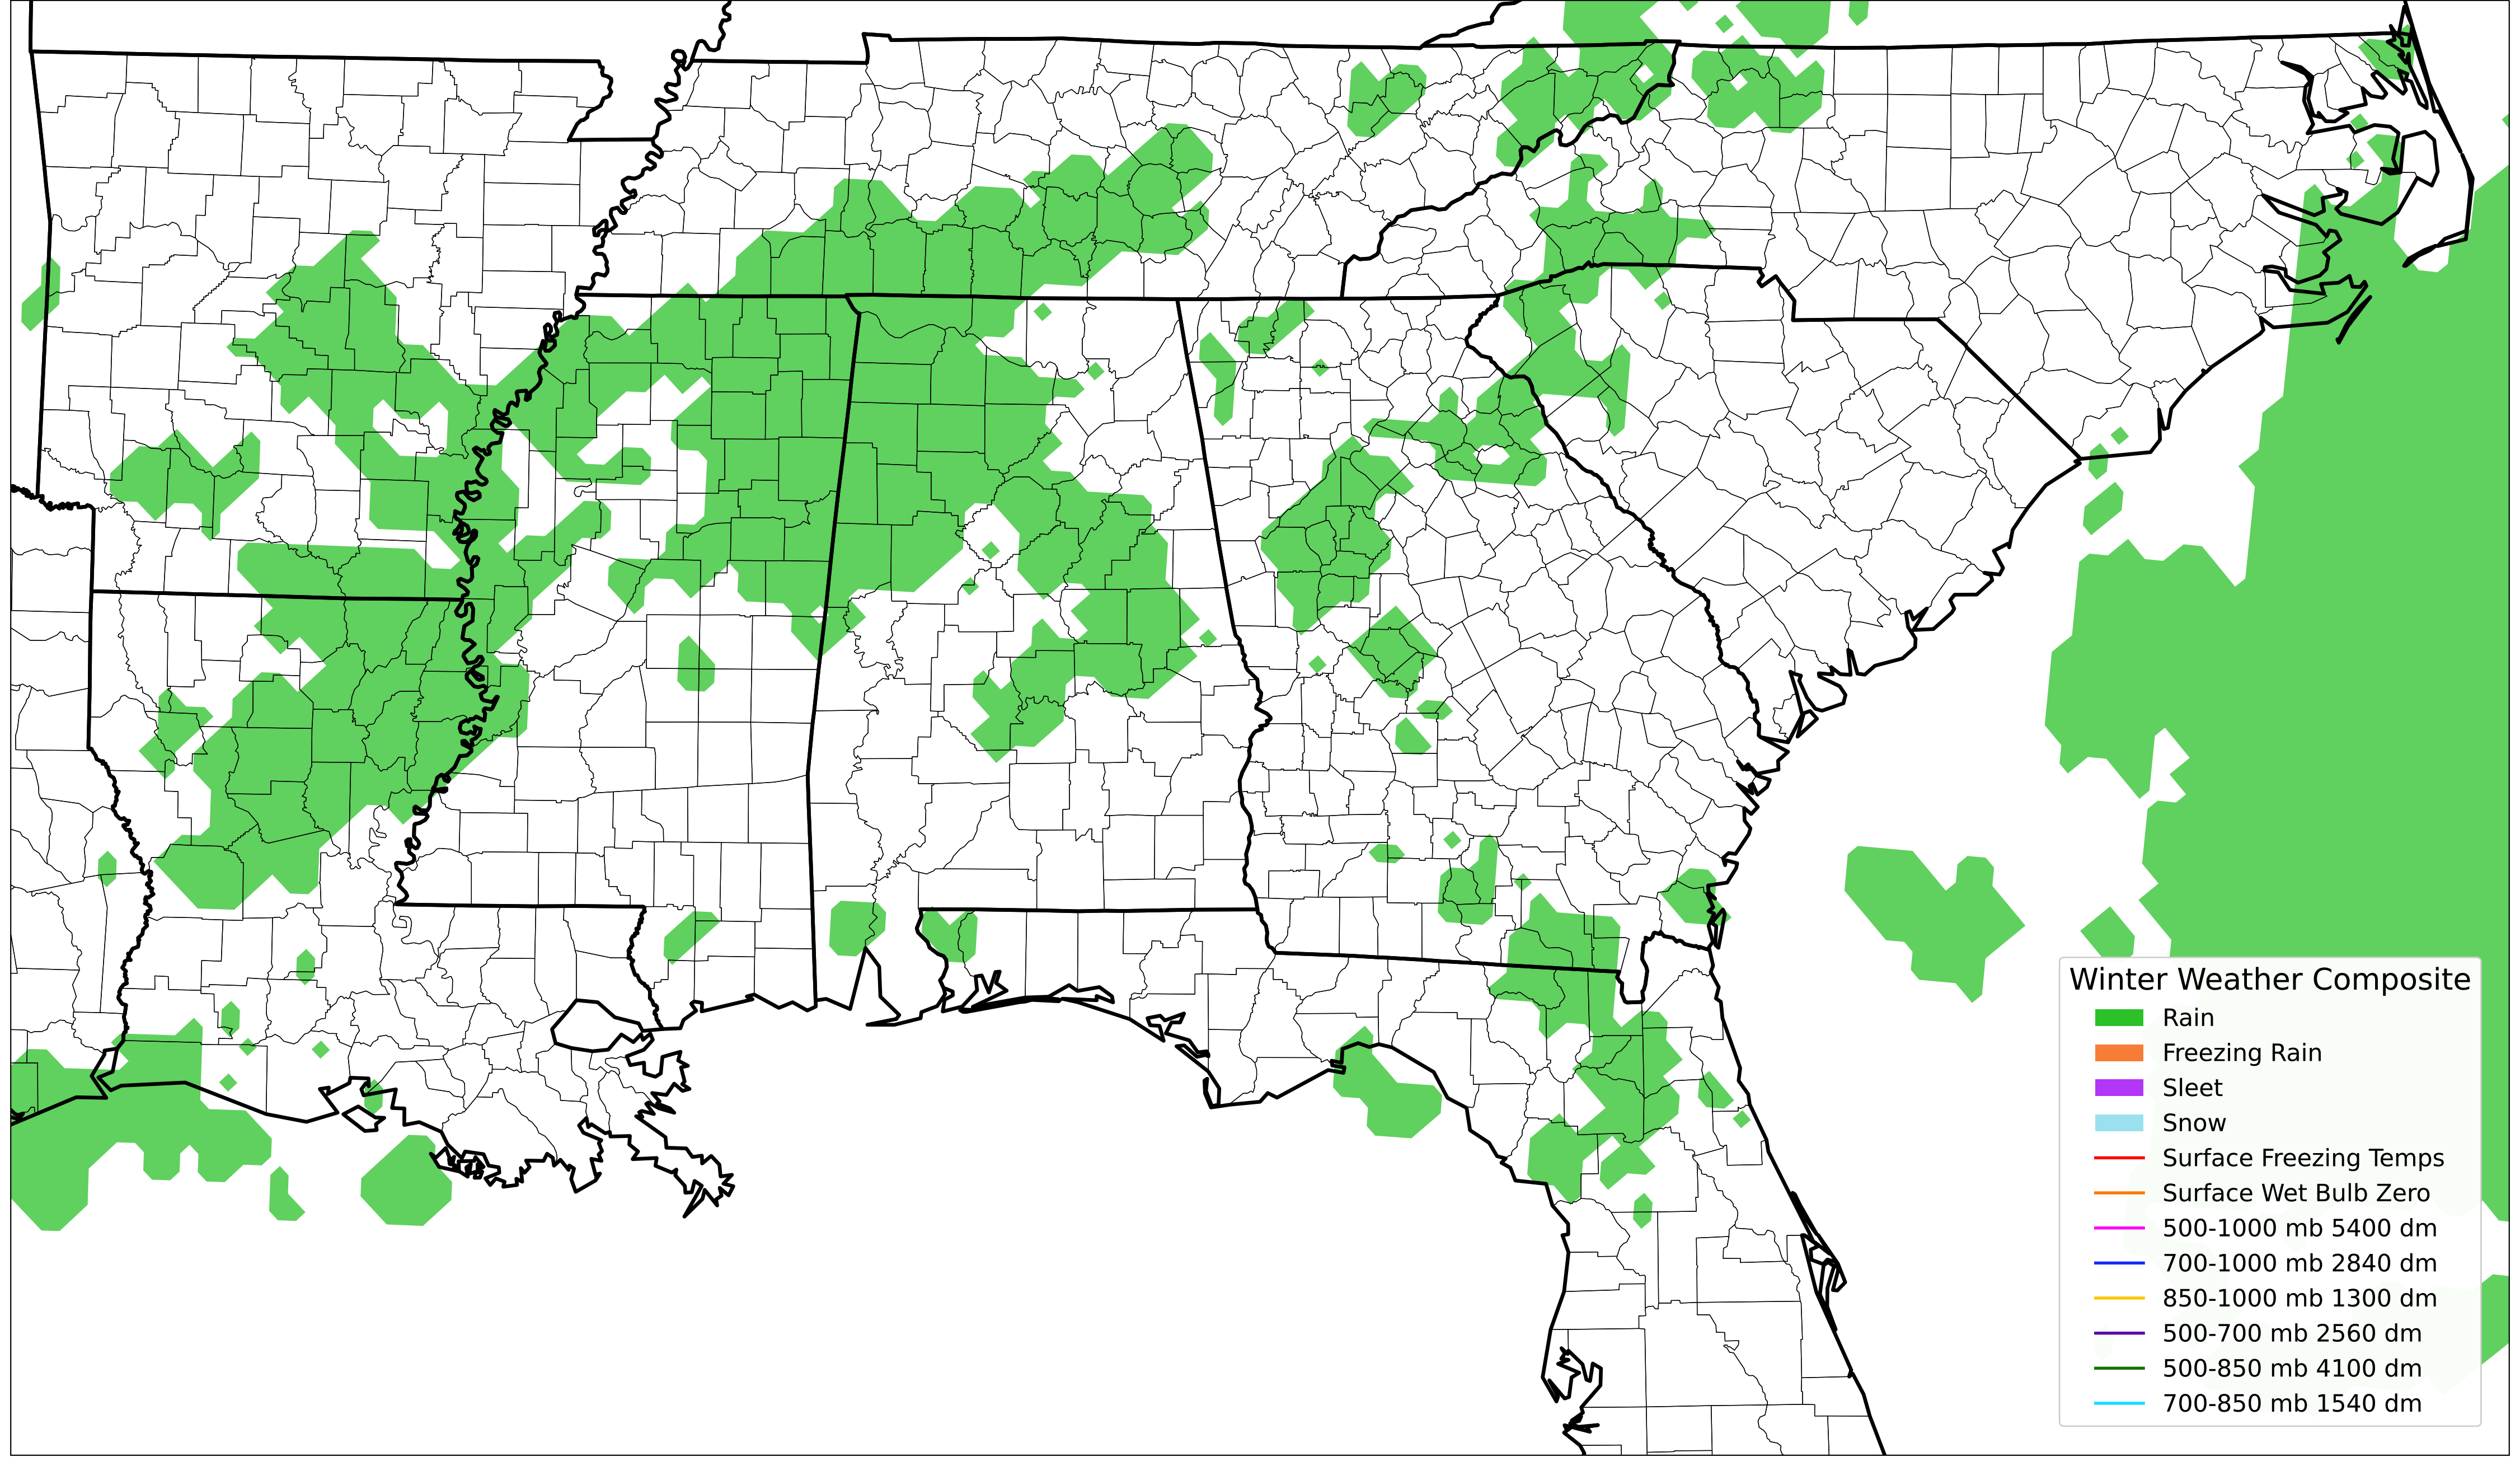 Winter Weather Composite
Rain
Freezing Rain
Sleet
Snow
Surface Freezing Temps
Surface Wet Bulb Zero
500-1000 mb 5400 dm
700-1000 mb 2840 dm
850-1000 mb 1300 dm
500-700 mb 2560 dm
500-850 mb 4100 dm
700-850 mb 1540 dm